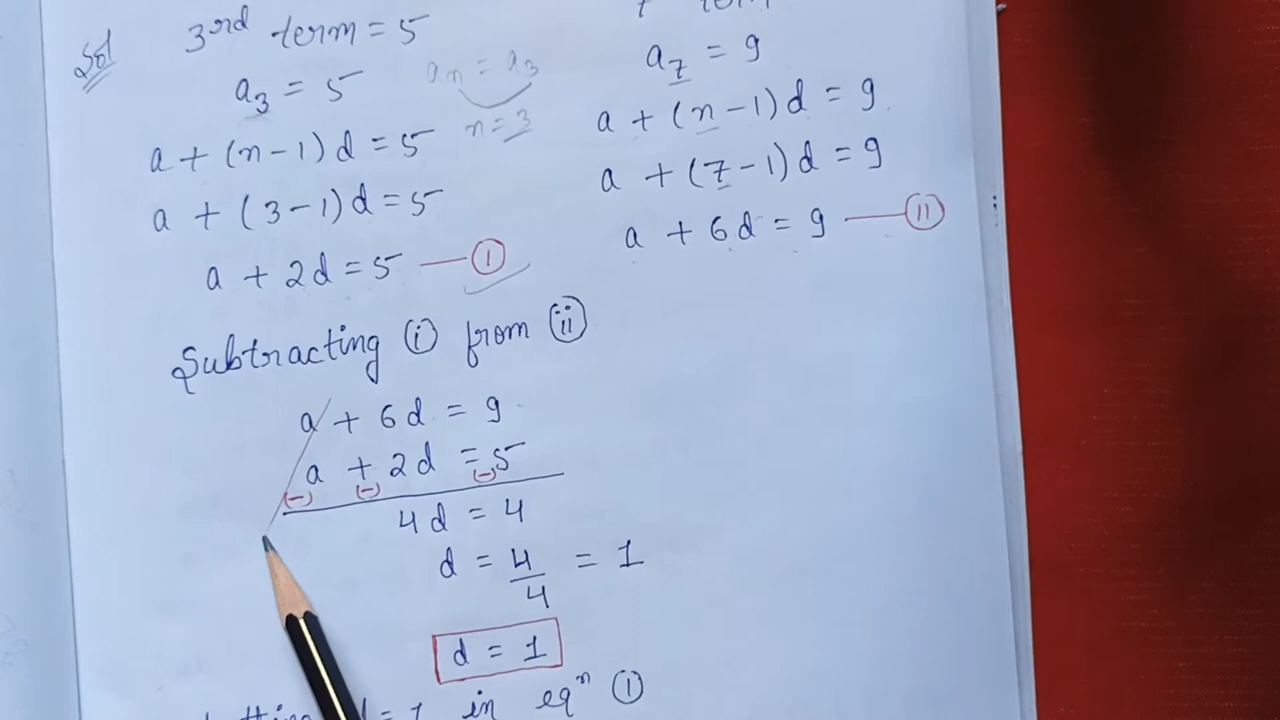 Sol 3rd term = 5
a3 = 5
an = a3
n = 3
a + (n-1)d = 5
a + (3-1)d = 5
a + 2d = 5 — (i)
a7 = 9
a + (n-1)d = 9
a + (7-1)d = 9
a + 6d = 9 — (ii)
Subtracting (i) from (ii)
a + 6d = 9
a + 2d = 5
(-) (-) (-)
4d = 4
d = 4/4 = 1
d = 1
d = 1 in eqn (i)